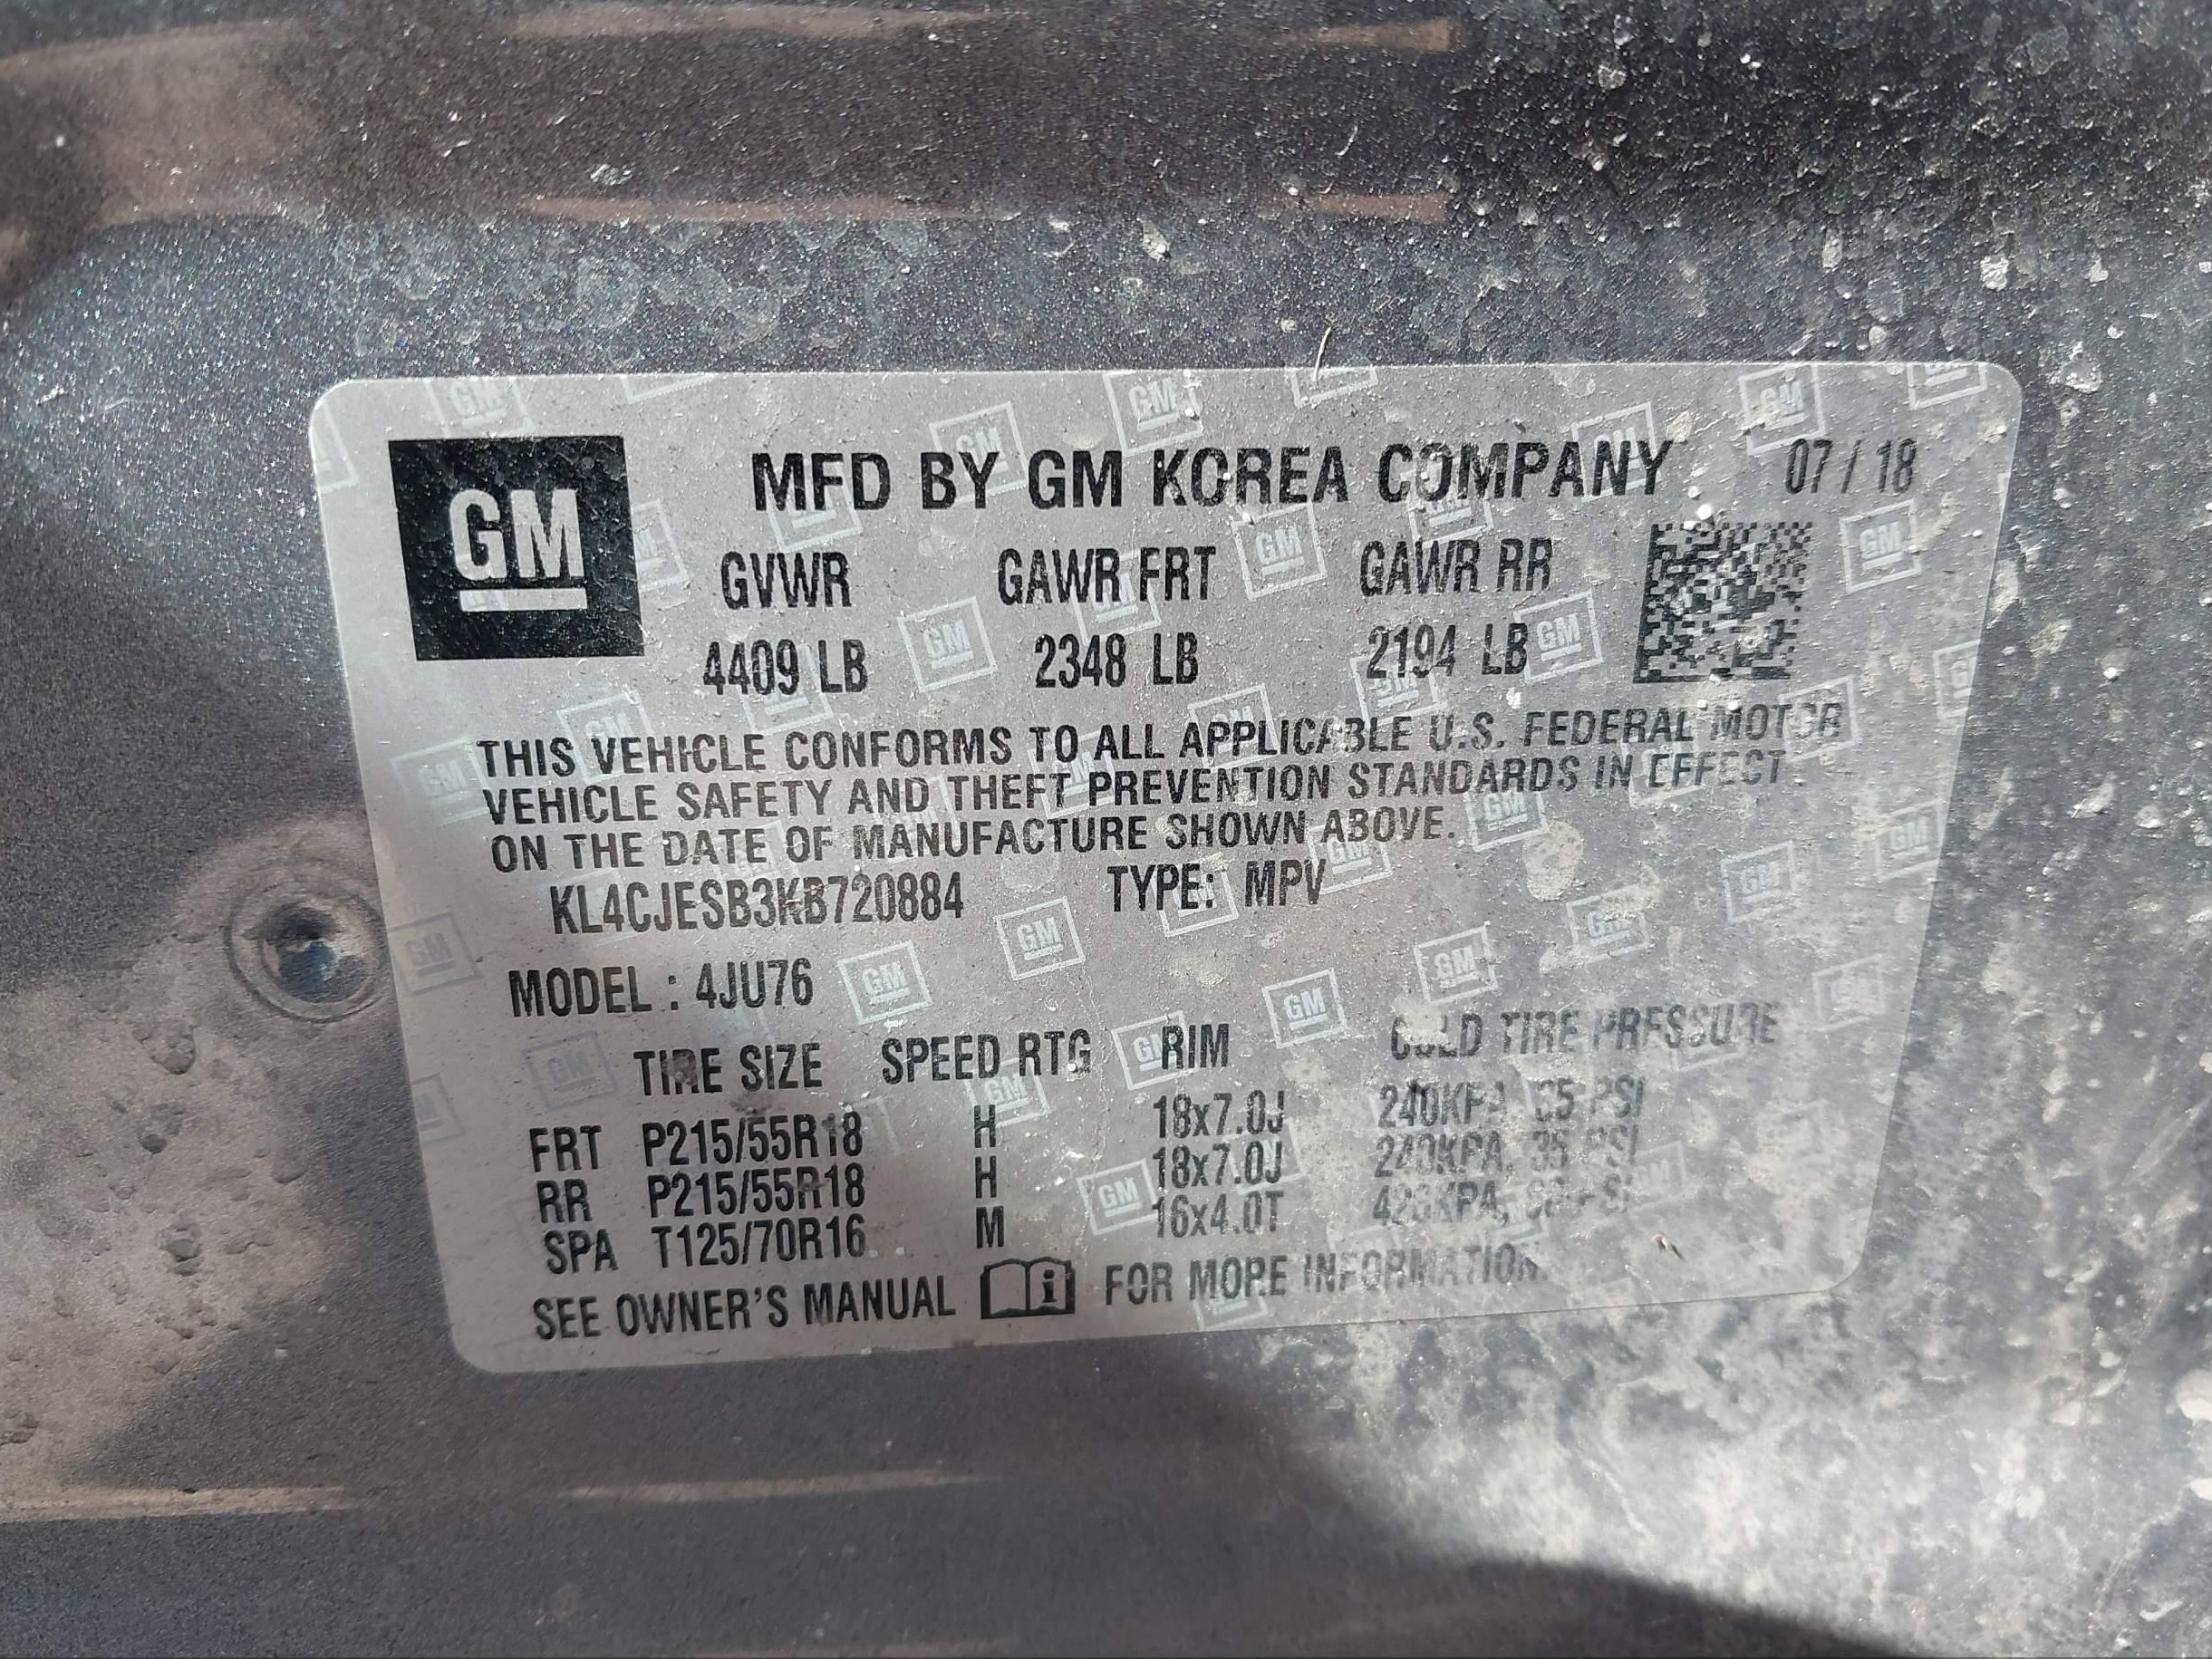 GM
MFD BY GM KOREA COMPANY 07 / 18
GVWR GAWR FRT GAWR RR
4409 LB 2348 LB 2194 LB
THIS VEHICLE CONFORMS TO ALL APPLICABLE U.S. FEDERAL MOTOR
VEHICLE SAFETY AND THEFT PREVENTION STANDARDS IN EFFECT
ON THE DATE OF MANUFACTURE SHOWN ABOVE.
KL4CJESB3KB720884 TYPE: MPV
MODEL : 4JU76
TIRE SIZE SPEED RTG RIM COLD TIRE PRESSURE
FRT P215/55R18 H 18x7.0J 240KPA, 35 PSI
RR P215/55R18 H 18x7.0J 240KPA, 35 PSI
SPA T125/70R16 M 16x4.0T PSI
SEE OWNER'S MANUAL FOR MORE INFORMATION.